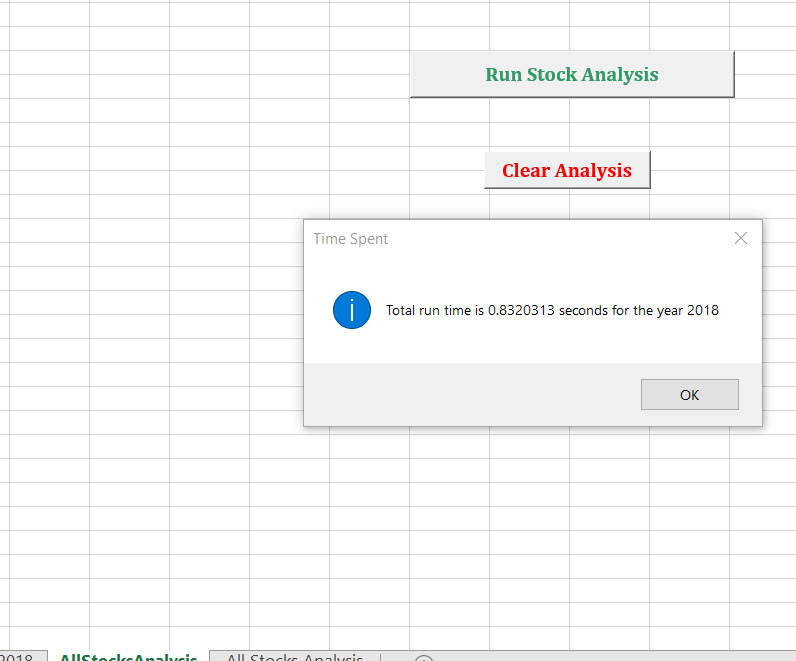 Run Stock Analysis
Clear Analysis
Time Spent
Total run time is 0.8320313 seconds for the year 2018
OK
2018 AllStocksAnalysis All Stocks Analysis